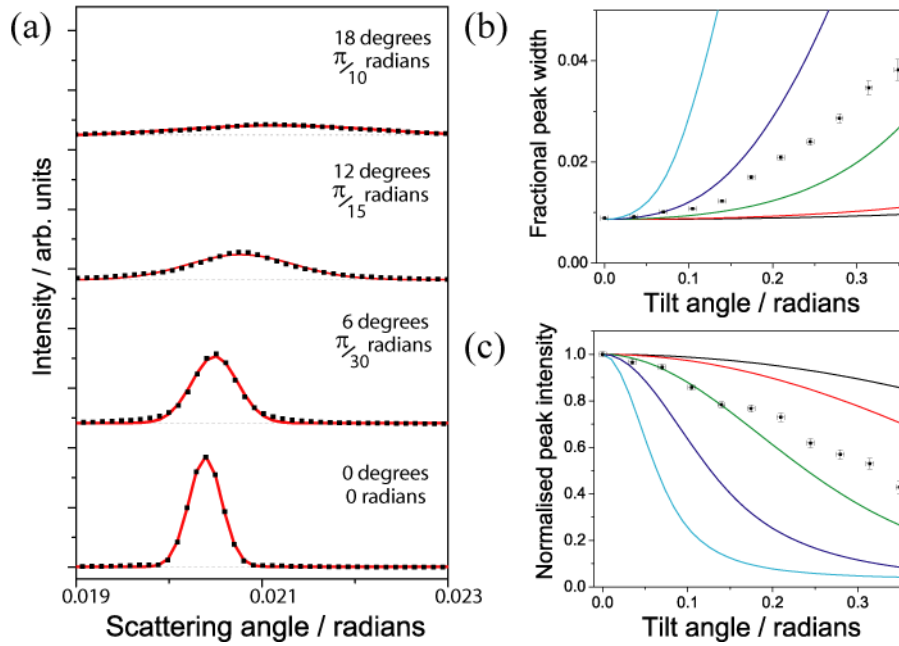 (a)
18 degrees
π/10 radians
12 degrees
π/15 radians
6 degrees
π/30 radians
0 degrees
0 radians
Intensity / arb. units
0.019
0.021
0.023
Scattering angle / radians
(b)
0.04
0.02
0.00
Fractional peak width
0.0
0.1
0.2
0.3
Tilt angle / radians
(c)
1.0
0.8
0.6
0.4
0.2
0.0
Normalised peak intensity
0.0
0.1
0.2
0.3
Tilt angle / radians